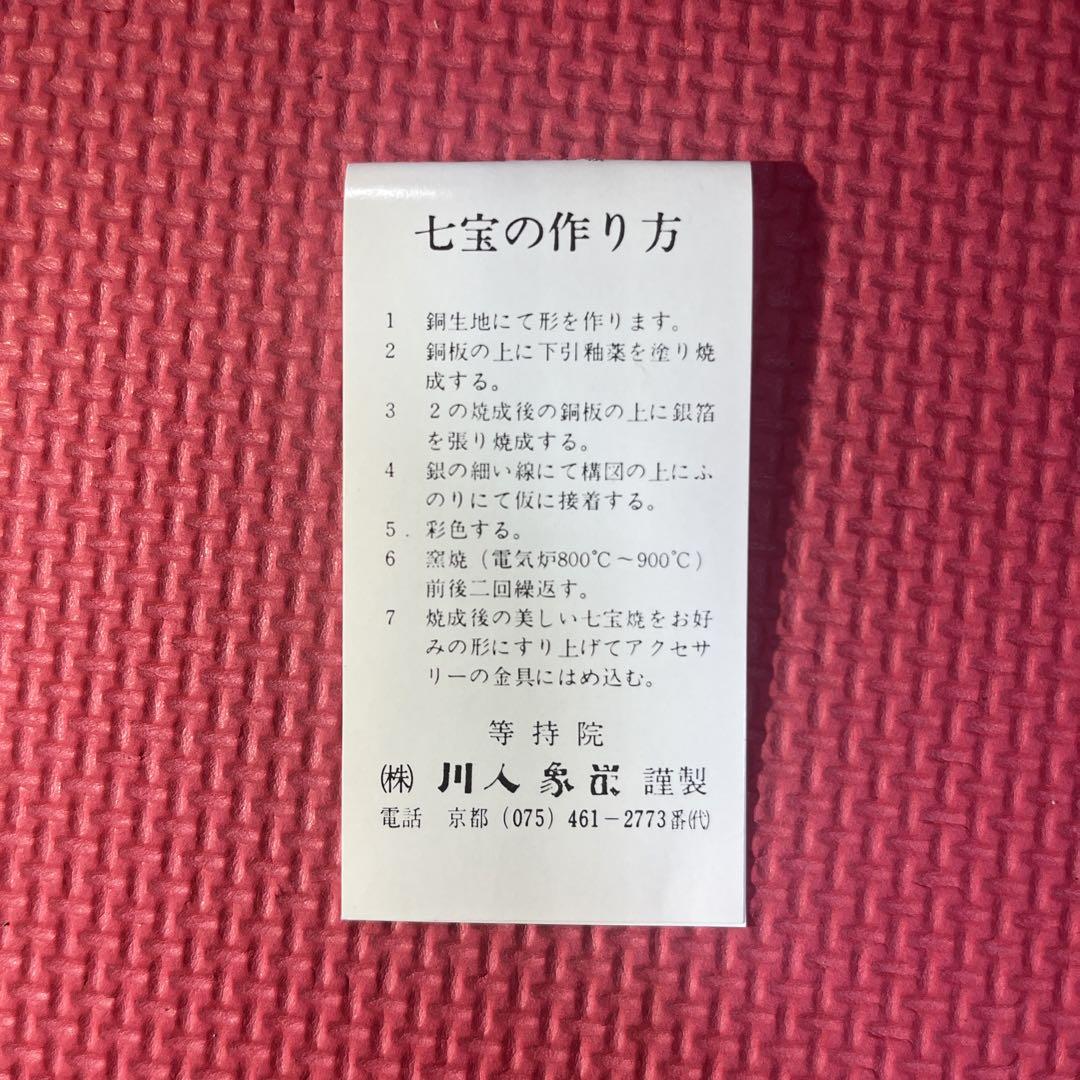 七宝の作り方
1 銅生地にて形を作ります。
2 銅板の上に下引釉薬を塗り焼
成する。
3 2の焼成後の銅板の上に銀箔
を張り焼成する。
4 銀の細い線にて構図の上にふ
のりにて仮に接着する。
5. 彩色する。
6 窯焼(電気炉800℃〜900℃)
前後二回繰返す。
7 焼成後の美しい七宝焼をお好
みの形にすり上げてアクセサ
リーの金具にはめ込む。
等持院
㈱ 川人象 謹製
電話 京都 (075) 461−2773番㈹